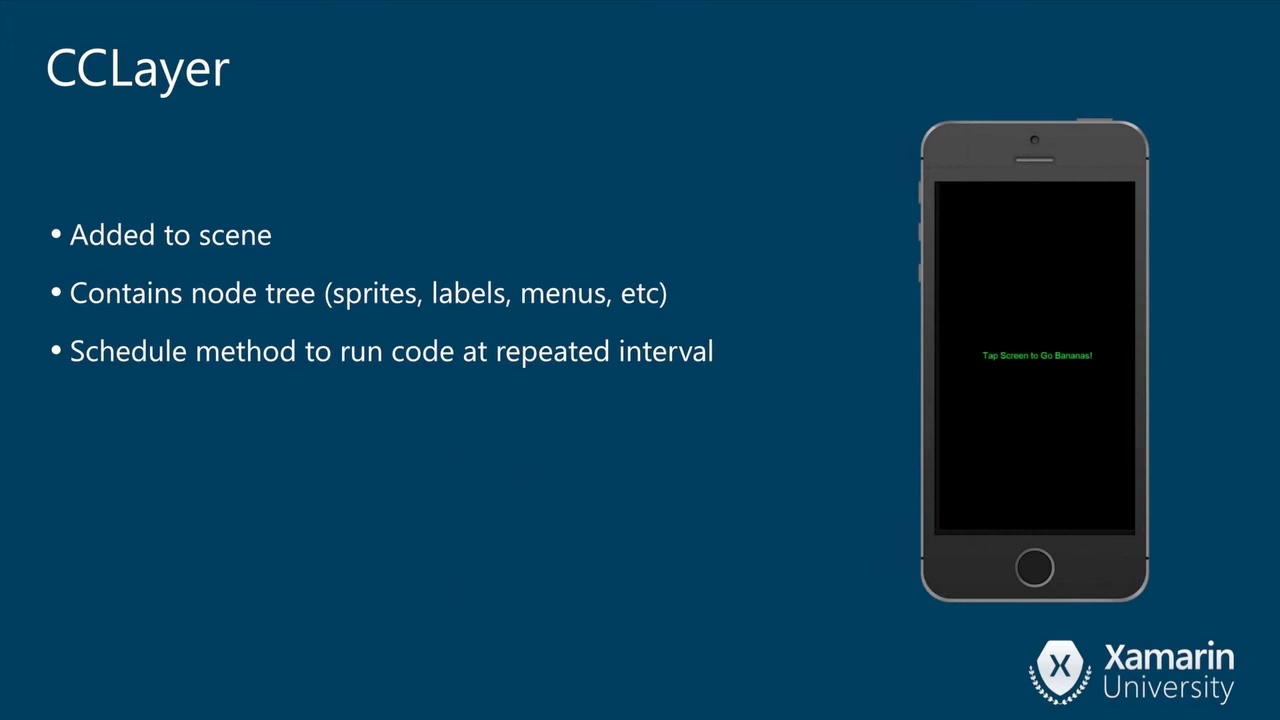 CCLayer
• Added to scene
• Contains node tree (sprites, labels, menus, etc)
• Schedule method to run code at repeated interval
Tap Screen to Go Bananas!
X
Xamarin
University